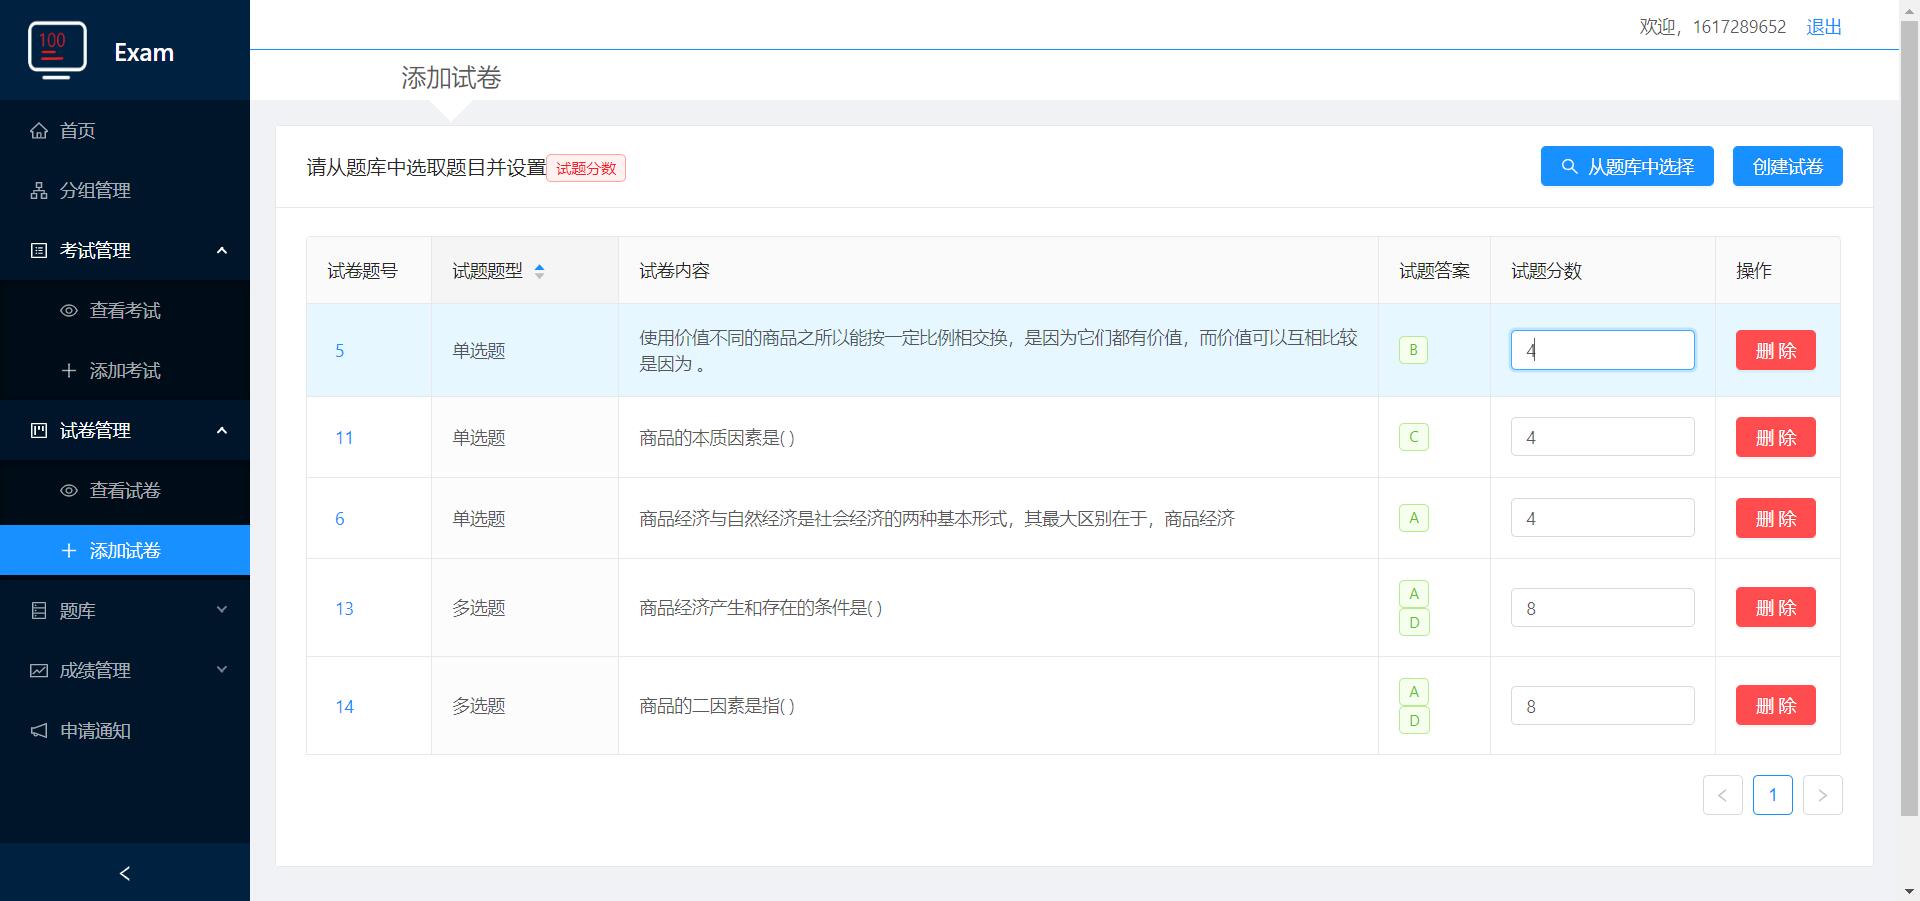 100
Exam
欢迎，1617289652 退出
添加试卷
首页
分组管理
考试管理
查看考试
添加考试
试卷管理
查看试卷
添加试卷
题库
成绩管理
申请通知
请从题库中选取题目并设置 试题分数
从题库中选择 创建试卷
试卷题号 试题题型 试卷内容 试题答案 试题分数 操作
5 单选题 使用价值不同的商品之所以能按一定比例相交换，是因为它们都有价值，而价值可以互相比较
是因为 。 B 4 删 除
11 单选题 商品的本质因素是( ) C 4 删 除
6 单选题 商品经济与自然经济是社会经济的两种基本形式，其最大区别在于，商品经济 A 4 删 除
13 多选题 商品经济产生和存在的条件是( ) A 8 删 除
D
14 多选题 商品的二因素是指( ) A 8 删 除
D
1